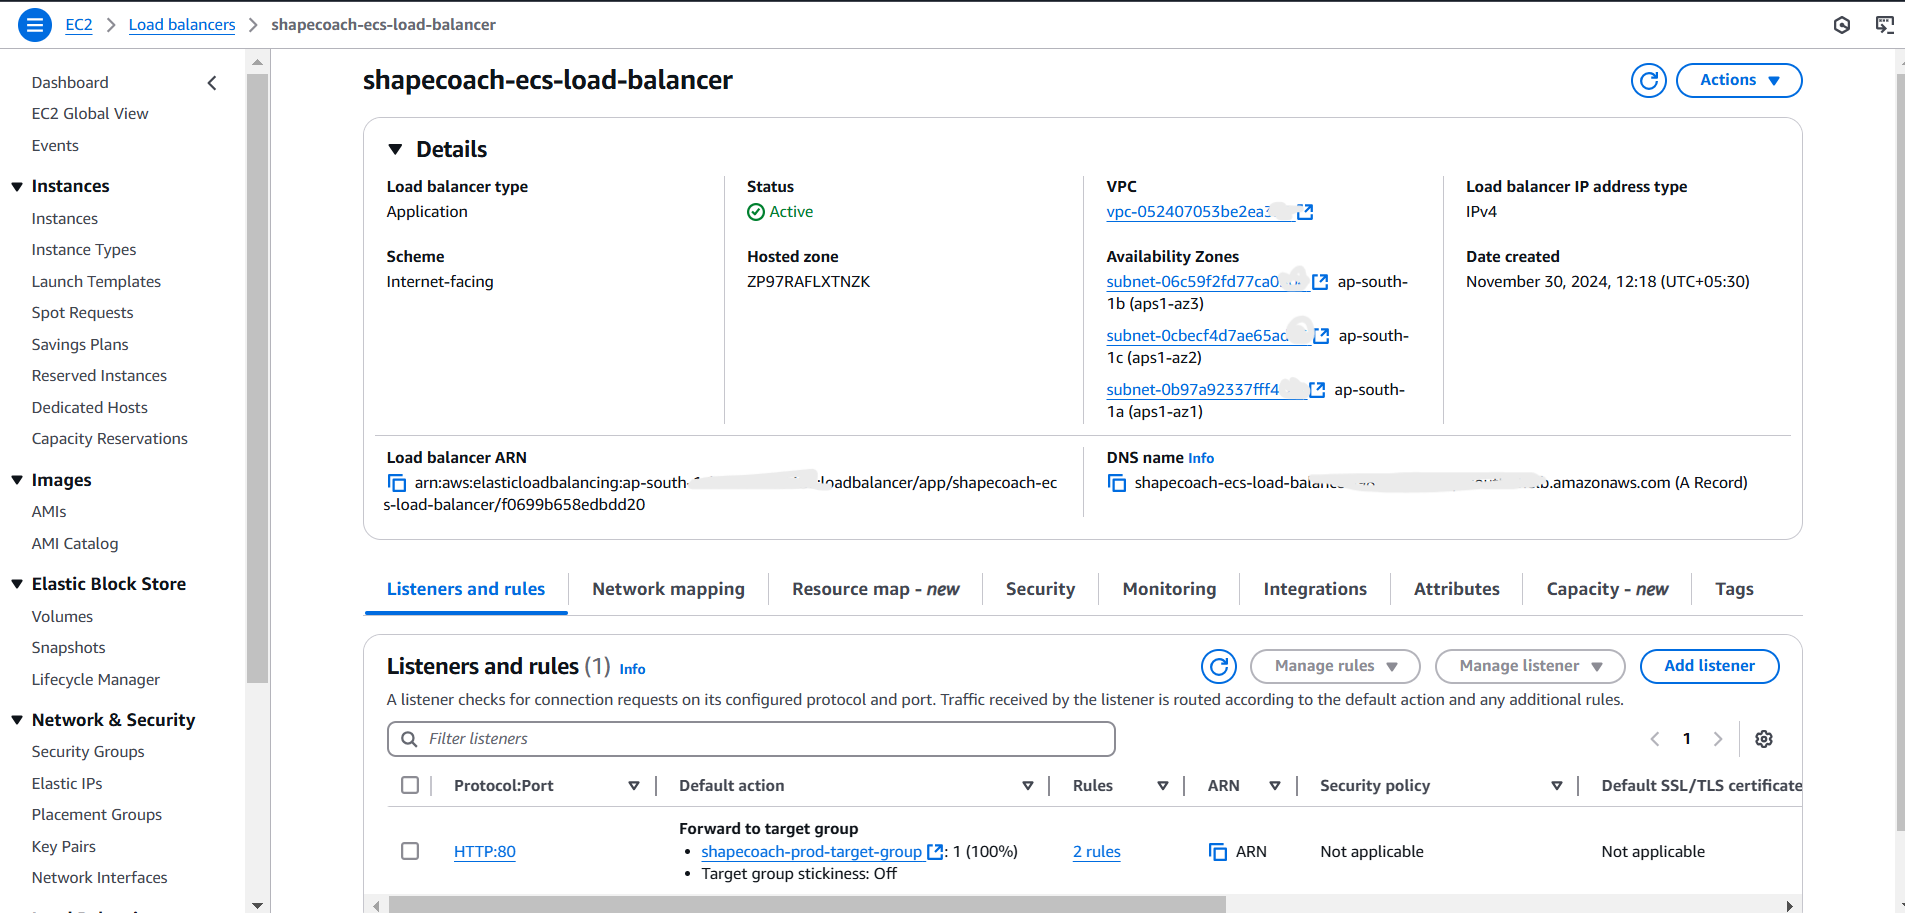 EC2 > Load balancers > shapecoach-ecs-load-balancer
Dashboard
EC2 Global View
Events
Instances
Instances
Instance Types
Launch Templates
Spot Requests
Savings Plans
Reserved Instances
Dedicated Hosts
Capacity Reservations
Images
AMIs
AMI Catalog
Elastic Block Store
Volumes
Snapshots
Lifecycle Manager
Network & Security
Security Groups
Elastic IPs
Placement Groups
Key Pairs
Network Interfaces
shapecoach-ecs-load-balancer
Actions
Details
Load balancer type
Application
Scheme
Internet-facing
Status
Active
Hosted zone
ZP97RAFLXTNZK
VPC
vpc-052407053be2ea3
Availability Zones
subnet-06c59f2fd77ca0 ap-south-
1b (aps1-az3)
subnet-0cbecf4d7ae65a ap-south-
1c (aps1-az2)
subnet-0b97a92337fff4 ap-south-
1a (aps1-az1)
Load balancer IP address type
IPv4
Date created
November 30, 2024, 12:18 (UTC+05:30)
Load balancer ARN
arn:aws:elasticloadbalancing:ap-south- :loadbalancer/app/shapecoach-ec
s-load-balancer/f0699b658edbdd20
DNS name Info
shapecoach-ecs-load-balance .amazonaws.com (A Record)
Listeners and rules
Network mapping
Resource map - new
Security
Monitoring
Integrations
Attributes
Capacity - new
Tags
Listeners and rules (1) Info
Manage rules
Manage listener
Add listener
A listener checks for connection requests on its configured protocol and port. Traffic received by the listener is routed according to the default action and any additional rules.
Filter listeners
1
Protocol:Port Default action Rules ARN Security policy Default SSL/TLS certificate
Forward to target group
HTTP:80 • shapecoach-prod-target-group : 1 (100%) 2 rules ARN Not applicable Not applicable
• Target group stickiness: Off